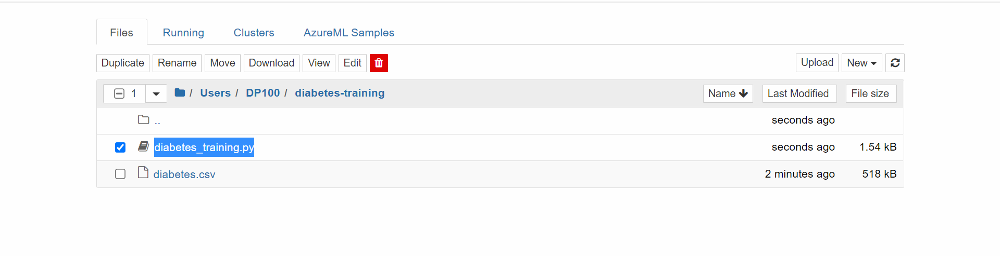 Files Running Clusters AzureML Samples
Duplicate Rename Move Download View Edit Upload New
1 / Users / DP100 / diabetes-training Name Last Modified File size
.. seconds ago
diabetes_training.py seconds ago 1.54 kB
diabetes.csv 2 minutes ago 518 kB